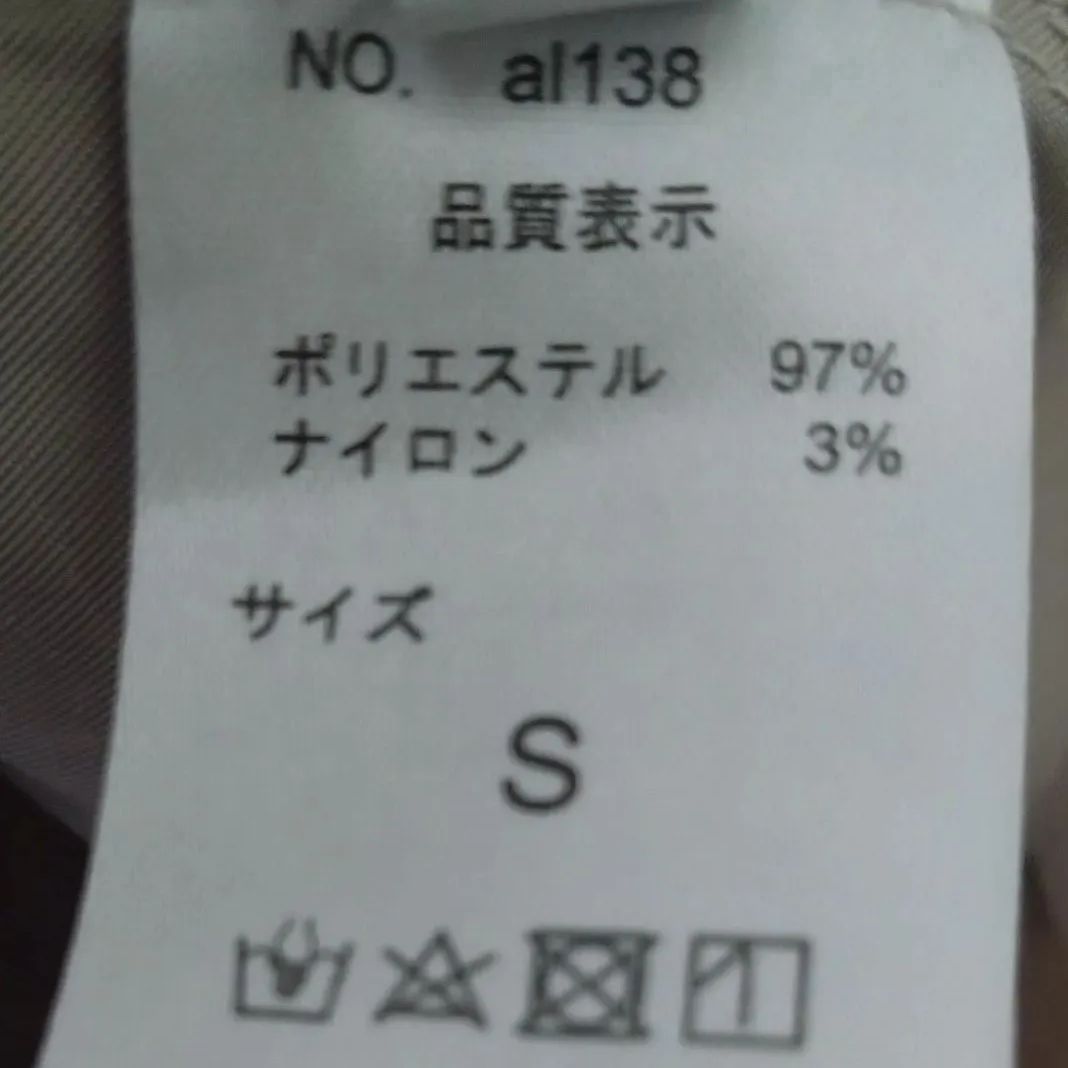 NO. al138
品質表示
ポリエステル 97%
ナイロン 3%
サイズ
S